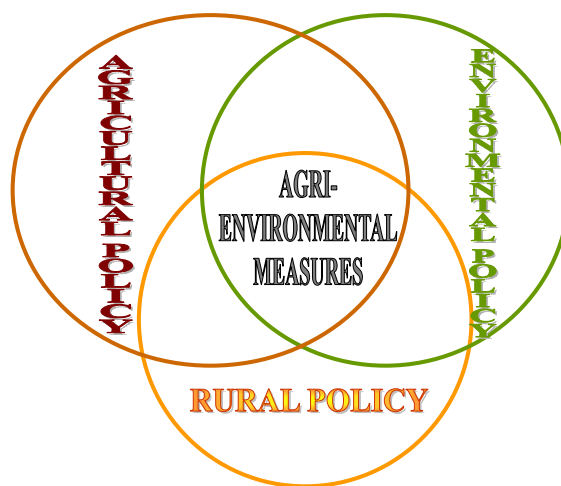 AGRICULTURAL POLICY
ENVIRONMENTAL POLICY
AGRI-
ENVIRONMENTAL
MEASURES
RURAL POLICY